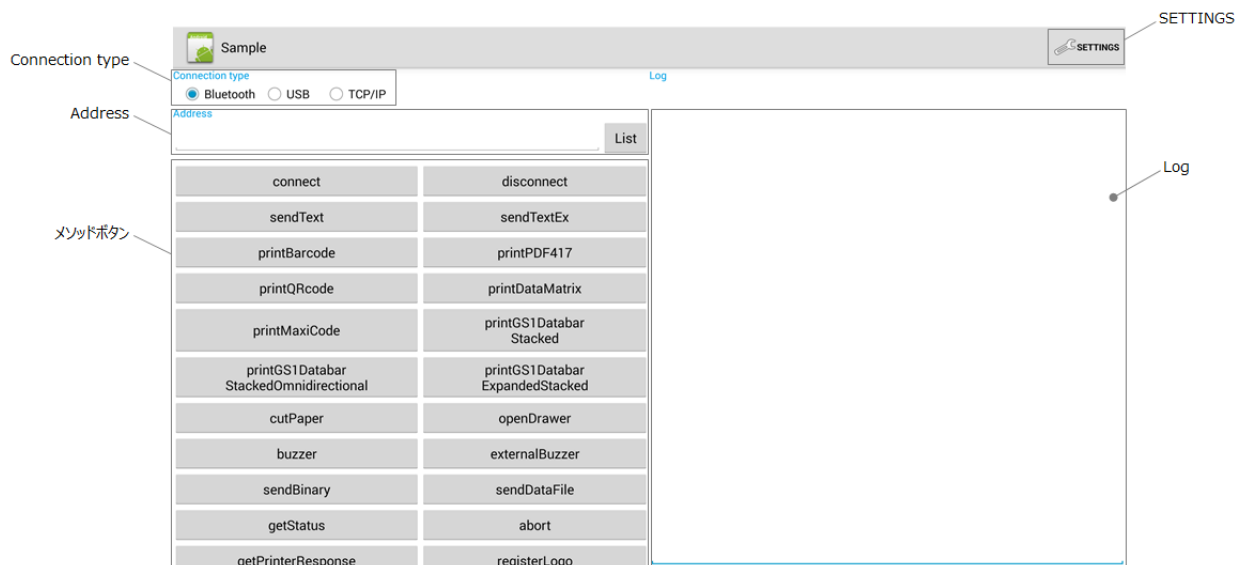 SETTINGS
Sample
SETTINGS
Connection type
Connection type
Log
Bluetooth
USB
TCP/IP
Address
Address
List
Log
connect
disconnect
sendText
sendTextEx
メソッドボタン
printBarcode
printPDF417
printQRcode
printDataMatrix
printMaxiCode
printGS1Databar
Stacked
printGS1Databar
StackedOmnidirectional
printGS1Databar
ExpandedStacked
cutPaper
openDrawer
buzzer
externalBuzzer
sendBinary
sendDataFile
getStatus
abort
getPrinterResponse
registerLogo